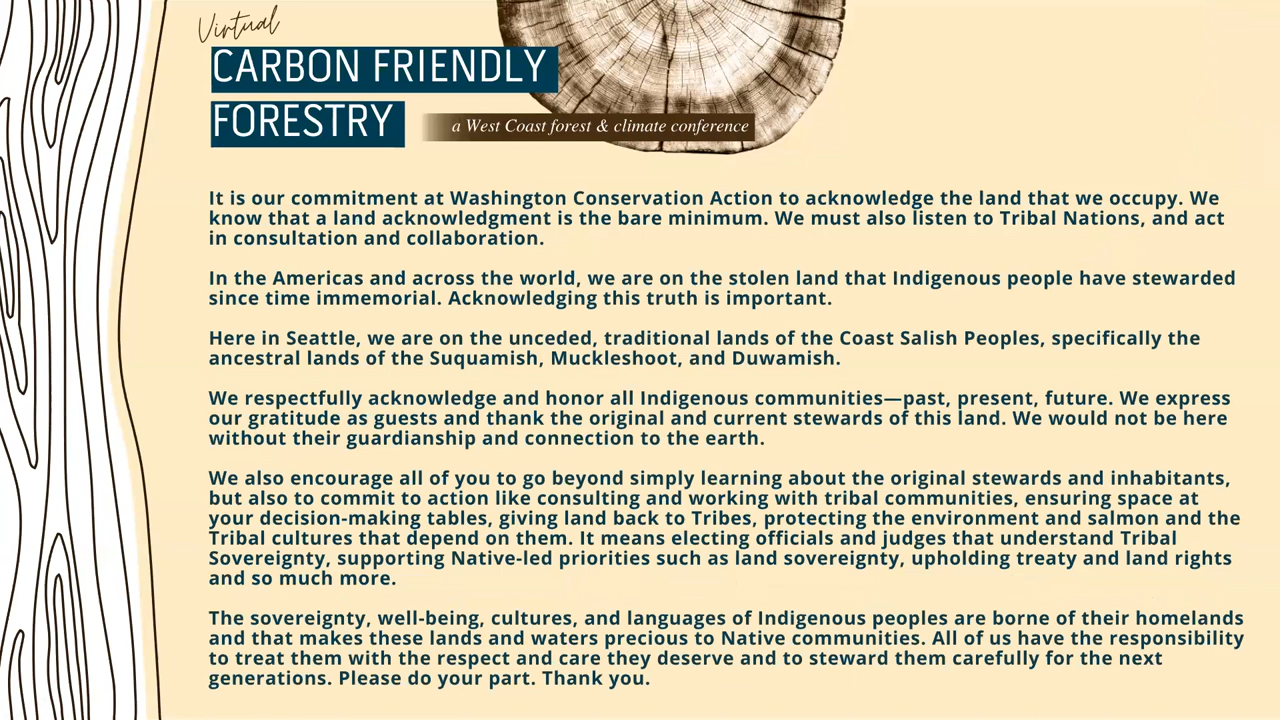 Virtual
CARBON FRIENDLY
FORESTRY
a West Coast forest & climate conference
It is our commitment at Washington Conservation Action to acknowledge the land that we occupy. We
know that a land acknowledgment is the bare minimum. We must also listen to Tribal Nations, and act
in consultation and collaboration.
In the Americas and across the world, we are on the stolen land that Indigenous people have stewarded
since time immemorial. Acknowledging this truth is important.
Here in Seattle, we are on the unceded, traditional lands of the Coast Salish Peoples, specifically the
ancestral lands of the Suquamish, Muckleshoot, and Duwamish.
We respectfully acknowledge and honor all Indigenous communities—past, present, future. We express
our gratitude as guests and thank the original and current stewards of this land. We would not be here
without their guardianship and connection to the earth.
We also encourage all of you to go beyond simply learning about the original stewards and inhabitants,
but also to commit to action like consulting and working with tribal communities, ensuring space at
your decision-making tables, giving land back to Tribes, protecting the environment and salmon and the
Tribal cultures that depend on them. It means electing officials and judges that understand Tribal
Sovereignty, supporting Native-led priorities such as land sovereignty, upholding treaty and land rights
and so much more.
The sovereignty, well-being, cultures, and languages of Indigenous peoples are borne of their homelands
and that makes these lands and waters precious to Native communities. All of us have the responsibility
to treat them with the respect and care they deserve and to steward them carefully for the next
generations. Please do your part. Thank you.